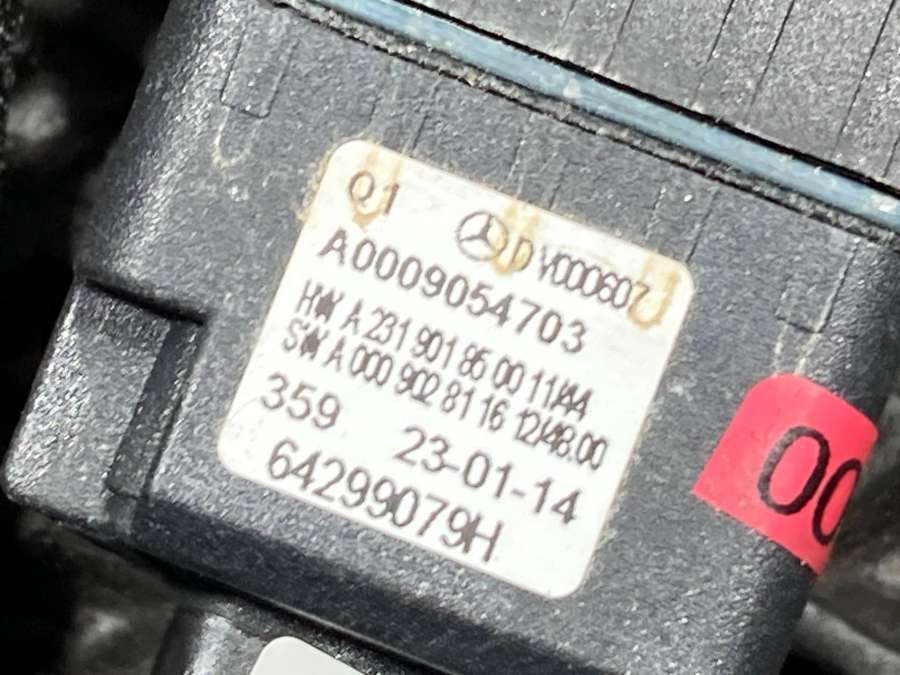 Q1 DY000607
A0009054703
HW A 231 901 86 00 11/44
SW A 000 902 81 16 12/48.00
359 23-01-14
64299079H
00